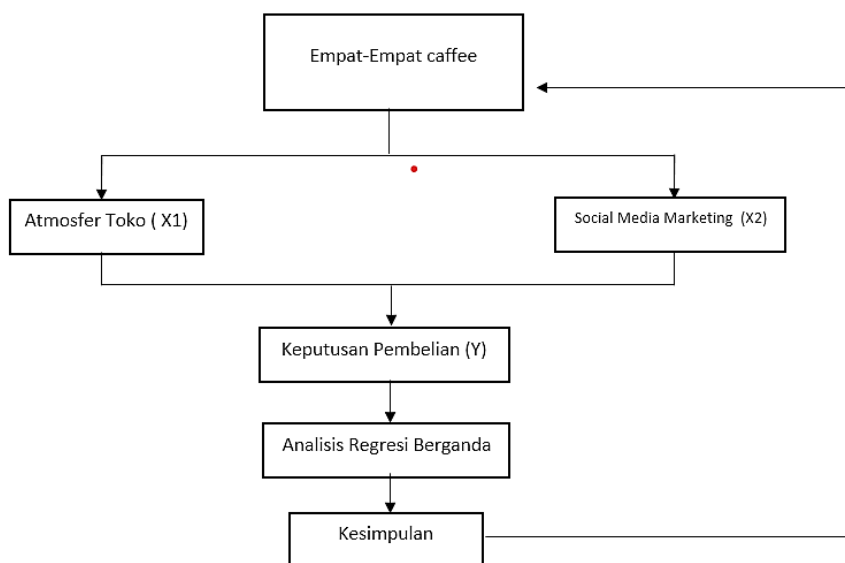 Empat-Empat caffee
Atmosfer Toko ( X1)
Social Media Marketing (X2)
Keputusan Pembelian (Y)
Analisis Regresi Berganda
Kesimpulan